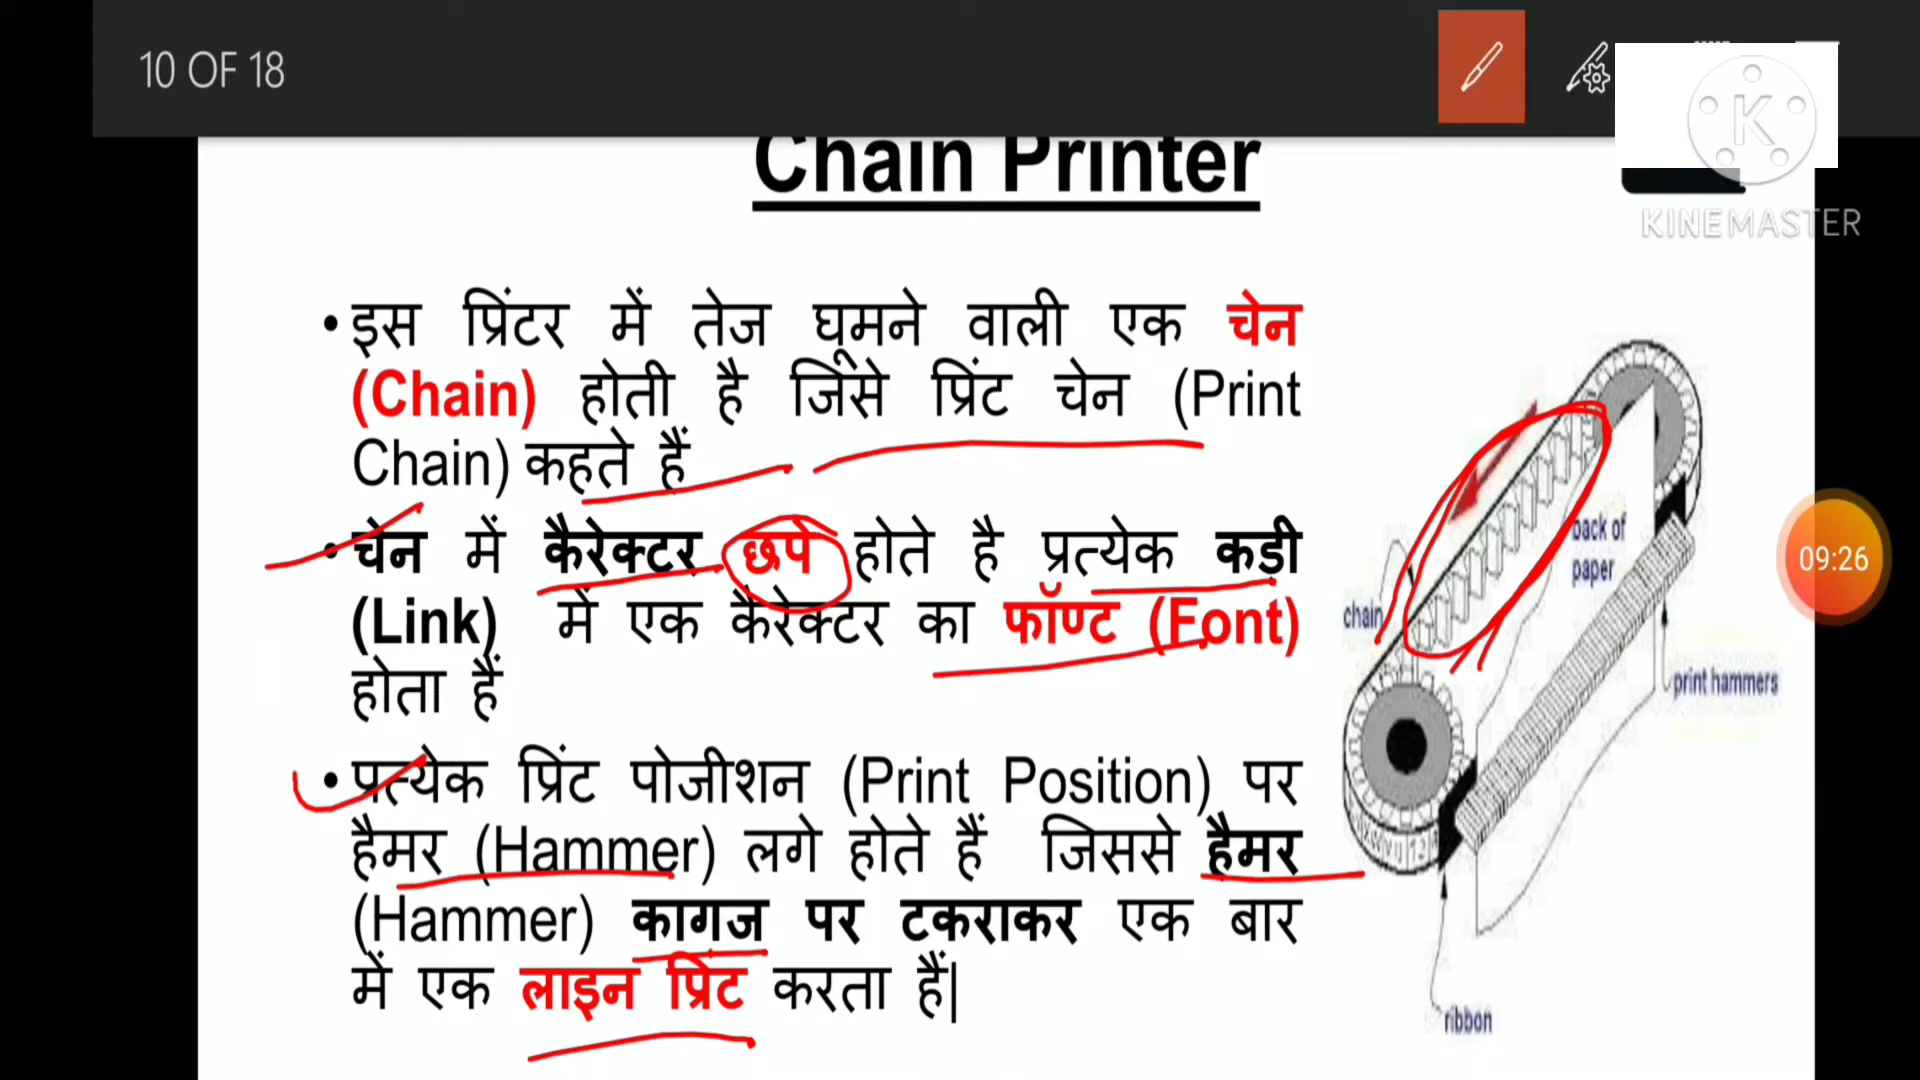 10 OF 18
K
KINEMASTER
Chain Printer
• इस प्रिंटर में तेज घूमने वाली एक चेन
(Chain) होती है जिसे प्रिंट चेन (Print
Chain) कहते हैं
• चेन में कैरेक्टर छपे होते है प्रत्येक कड़ी
(Link) में एक कैरेक्टर का फॉण्ट (Font)
होता हैं
• प्रत्येक प्रिंट पोजीशन (Print Position) पर
हैमर (Hammer) लगे होते हैं जिससे हैमर
(Hammer) कागज पर टकराकर एक बार
में एक लाइन प्रिंट करता हैं|
back of
paper
chain
print hammers
ribbon
09:26